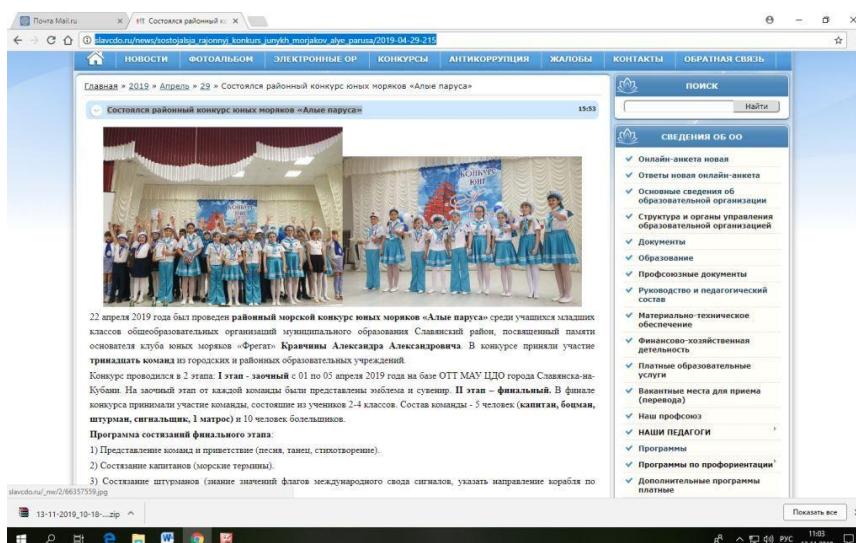 Почта Mail.ru
Состоялся районный ко
slavcdo.ru/news/sostojalsja_rajonnyj_konkurs_junykh_morjakov_alye_parusa/2019-04-29-215
НОВОСТИ ФОТОАЛЬБОМ ЭЛЕКТРОННЫЕ ОР КОНКУРСЫ АНТИКОРРУПЦИЯ ЖАЛОБЫ КОНТАКТЫ ОБРАТНАЯ СВЯЗЬ
Главная » 2019 » Апрель » 29 » Состоялся районный конкурс юных моряков «Алые паруса»
Состоялся районный конкурс юных моряков «Алые паруса» 15:53
КОНКУРС
ЮНГ
22 апреля 2019 года был проведен районный морской конкурс юных моряков «Алые паруса» среди учащихся младших
классов общеобразовательных организаций муниципального образования Славянский район, посвященный памяти
основателя клуба юных моряков «Фрегат» Кравчины Александра Александровича. В конкурсе приняли участие
тринадцать команд из городских и районных образовательных учреждений.
Конкурс проводился в 2 этапа: I этап - заочный с 01 по 05 апреля 2019 года на базе ОТТ МАУ ЦДО города Славянска-на-
Кубани. На заочный этап от каждой команды были представлены эмблема и сувенир. II этап – финальный. В финале
конкурса принимали участие команды, состоящие из учеников 2-4 классов. Состав команды - 5 человек (капитан, боцман,
штурман, сигнальщик, 1 матрос) и 10 человек болельщиков.
Программа состязаний финального этапа:
1) Представление команд и приветствие (песня, танец, стихотворение).
2) Состязание капитанов (морские термины).
3) Состязание штурманов (знание значений флагов международного свода сигналов, указать направление корабля по
ПОИСК
Найти
СВЕДЕНИЯ ОБ ОО
Онлайн-анкета новая
Ответы новая онлайн-анкета
Основные сведения об
образовательной организации
Структура и органы управления
образовательной организацией
Документы
Образование
Профсоюзные документы
Руководство и педагогический
состав
Материально-техническое
обеспечение
Финансово-хозяйственная
детельность
Платные образовательные
услуги
Вакантные места для приема
(перевода)
Наш профсоюз
НАШИ ПЕДАГОГИ
Программы
Программы по профориентации
Дополнительные программы
платные
slavcdo.ru/_nw/2/66357559.jpg
13-11-2019_10-18-....zip
Показать все
РУС 11:03